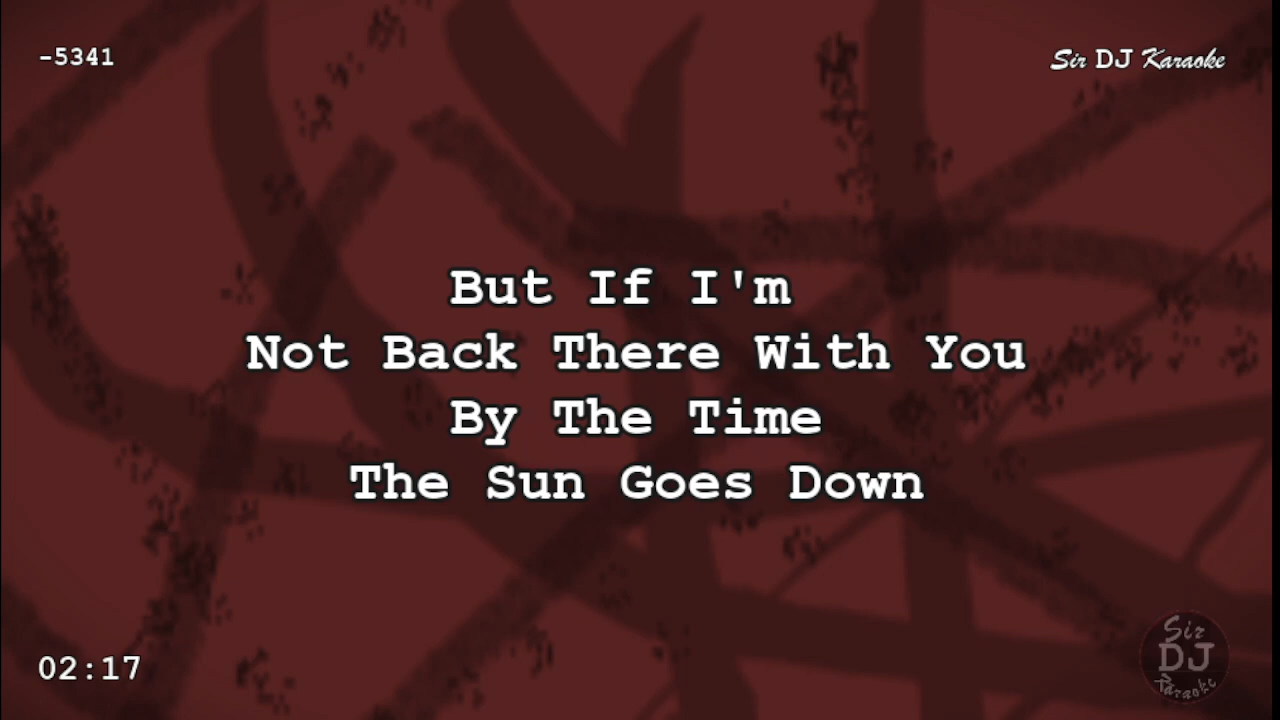 -5341
Sir DJ Karaoke
But If I'm
Not Back There With You
By The Time
The Sun Goes Down
02:17
Sir
DJ
Karaoke